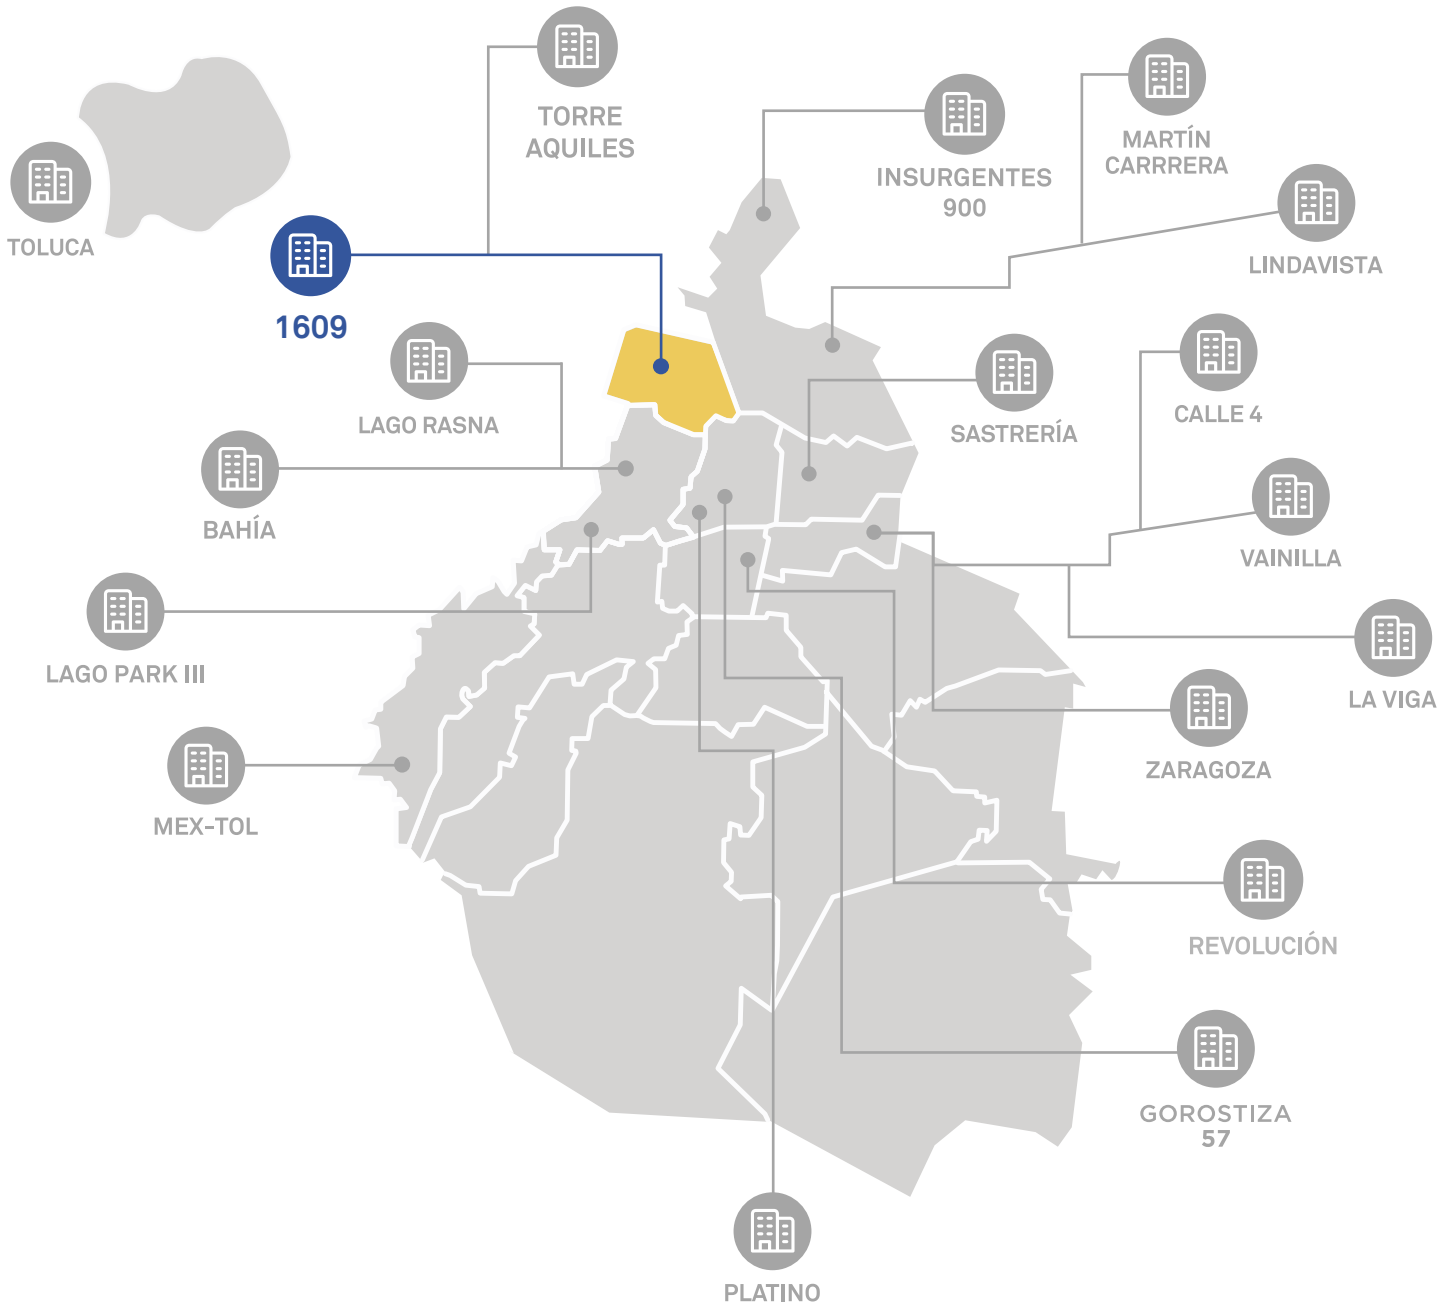 TORRE
AQUILES
INSURGENTES
900
MARTÍN
CARRRERA
TOLUCA
LINDAVISTA
1609
LAGO RASNA
SASTRERÍA
CALLE 4
BAHÍA
VAINILLA
LAGO PARK III
LA VIGA
ZARAGOZA
MEX-TOL
REVOLUCIÓN
GOROSTIZA
57
PLATINO